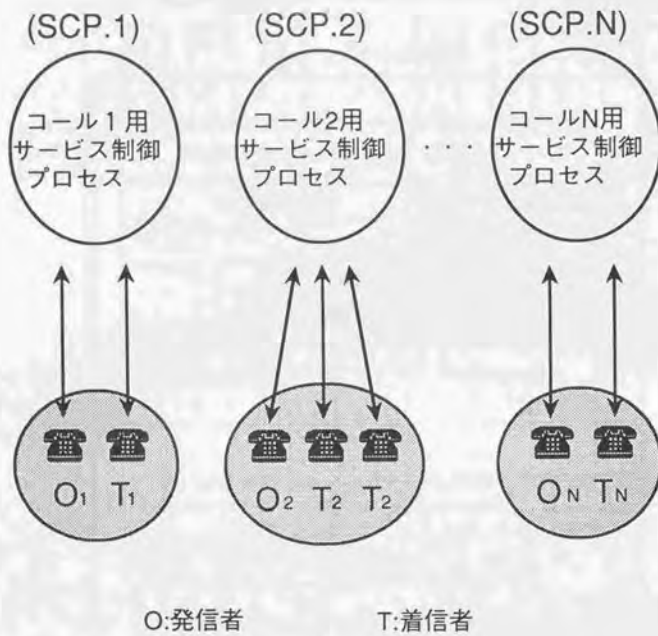 (SCP.1) (SCP.2) (SCP.N)
コール1用
サービス制御
プロセス
コール2用
サービス制御
プロセス
・・・
コールN用
サービス制御
プロセス
O1 T1
O2 T2 T2
ON TN
O:発信者 T:着信者